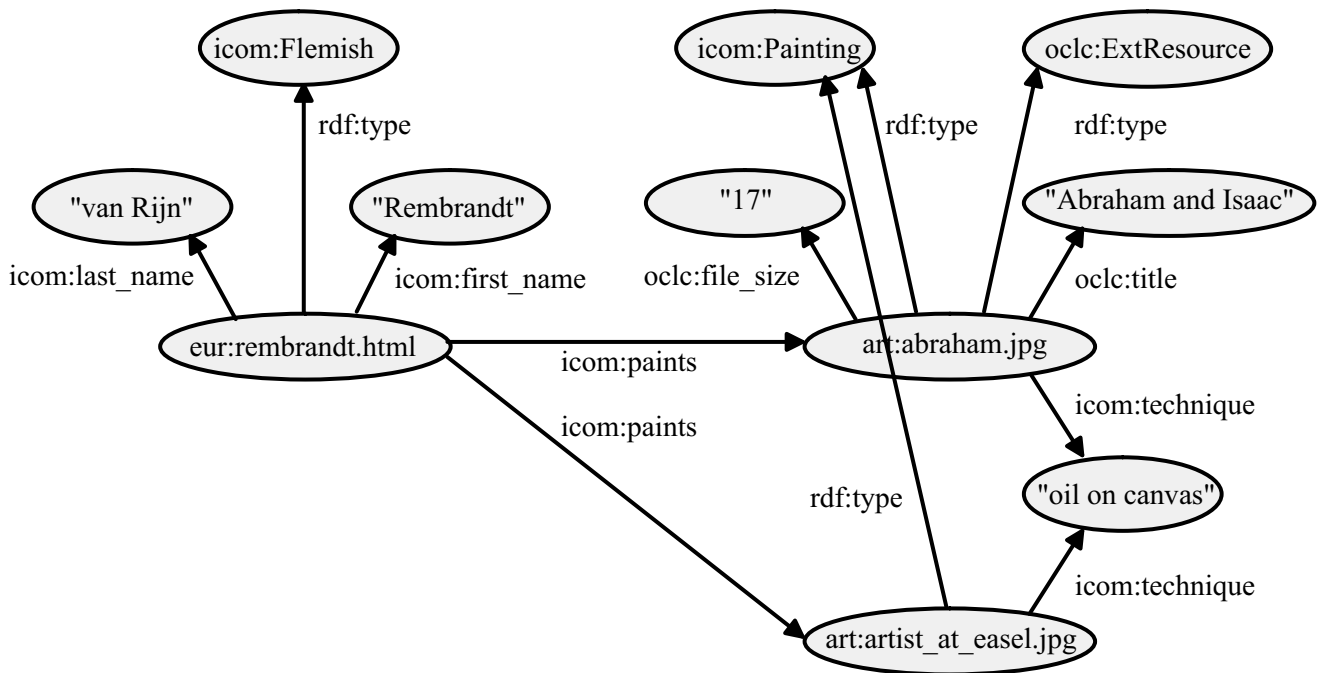 icom:Flemish
icom:Painting
oclc:ExtResource
rdf:type
rdf:type
rdf:type
"van Rijn"
"Rembrandt"
"17"
"Abraham and Isaac"
icom:last_name
icom:first_name
oclc:file_size
oclc:title
eur:rembrandt.html
art:abraham.jpg
icom:paints
icom:technique
icom:paints
"oil on canvas"
rdf:type
icom:technique
art:artist_at_easel.jpg